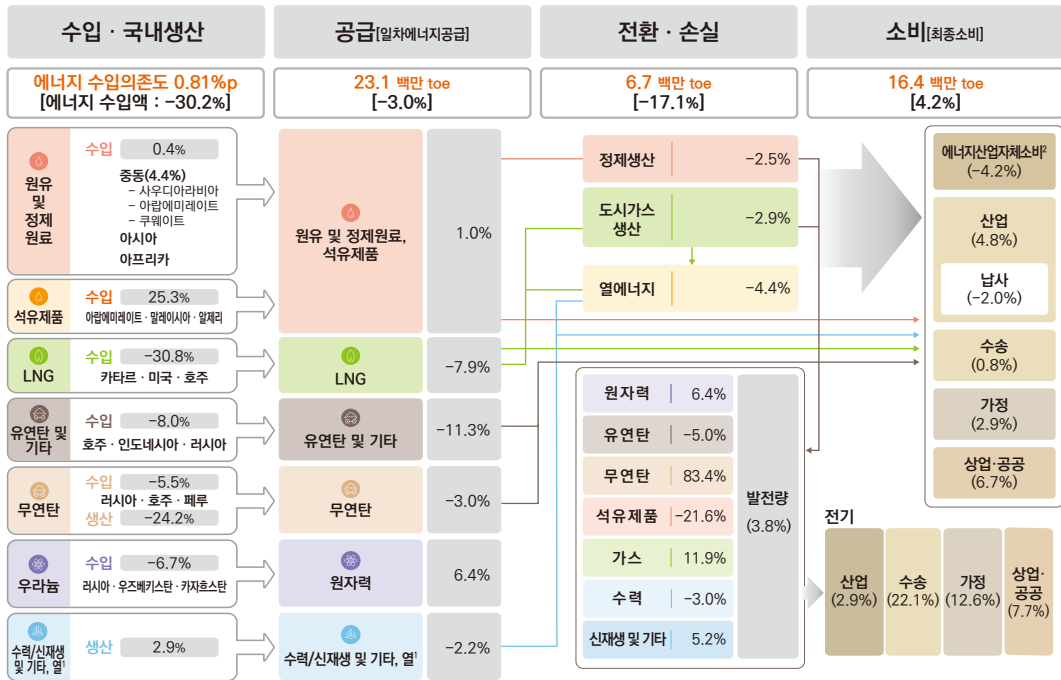 수입 · 국내생산
공급[일차에너지공급]
전환 · 손실
소비[최종소비]
에너지 수입의존도 0.81%p
[에너지 수입액 : -30.2%]
23.1 백만 toe
[-3.0%]
6.7 백만 toe
[-17.1%]
16.4 백만 toe
[4.2%]
원유
및
정제
원료
수입 0.4%
중동(4.4%)
- 사우디아라비아
- 아랍에미레이트
- 쿠웨이트
아시아
아프리카
석유제품
수입 25.3%
아랍에미레이트 · 말레이시아 · 알제리
LNG
수입 -30.8%
카타르 · 미국 · 호주
유연탄 및
기타
수입 -8.0%
호주 · 인도네시아 · 러시아
무연탄
수입 -5.5%
러시아 · 호주 · 페루
생산 -24.2%
우라늄
수입 -6.7%
러시아 · 우즈베키스탄 · 카자흐스탄
수력/신재생
및 기타, 열¹
생산 2.9%
원유 및 정제원료,
석유제품
1.0%
LNG
-7.9%
유연탄 및 기타
-11.3%
무연탄
-3.0%
원자력
6.4%
수력/신재생 및 기타, 열¹
-2.2%
정제생산 -2.5%
도시가스
생산
-2.9%
열에너지 -4.4%
원자력 6.4%
유연탄 -5.0%
무연탄 83.4%
석유제품 -21.6%
가스 11.9%
수력 -3.0%
신재생 및 기타 5.2%
발전량
(3.8%)
에너지산업자체소비²
(-4.2%)
산업
(4.8%)
납사
(-2.0%)
수송
(0.8%)
가정
(2.9%)
상업·공공
(6.7%)
전기
산업
(2.9%)
수송
(22.1%)
가정
(12.6%)
상업·
공공
(7.7%)